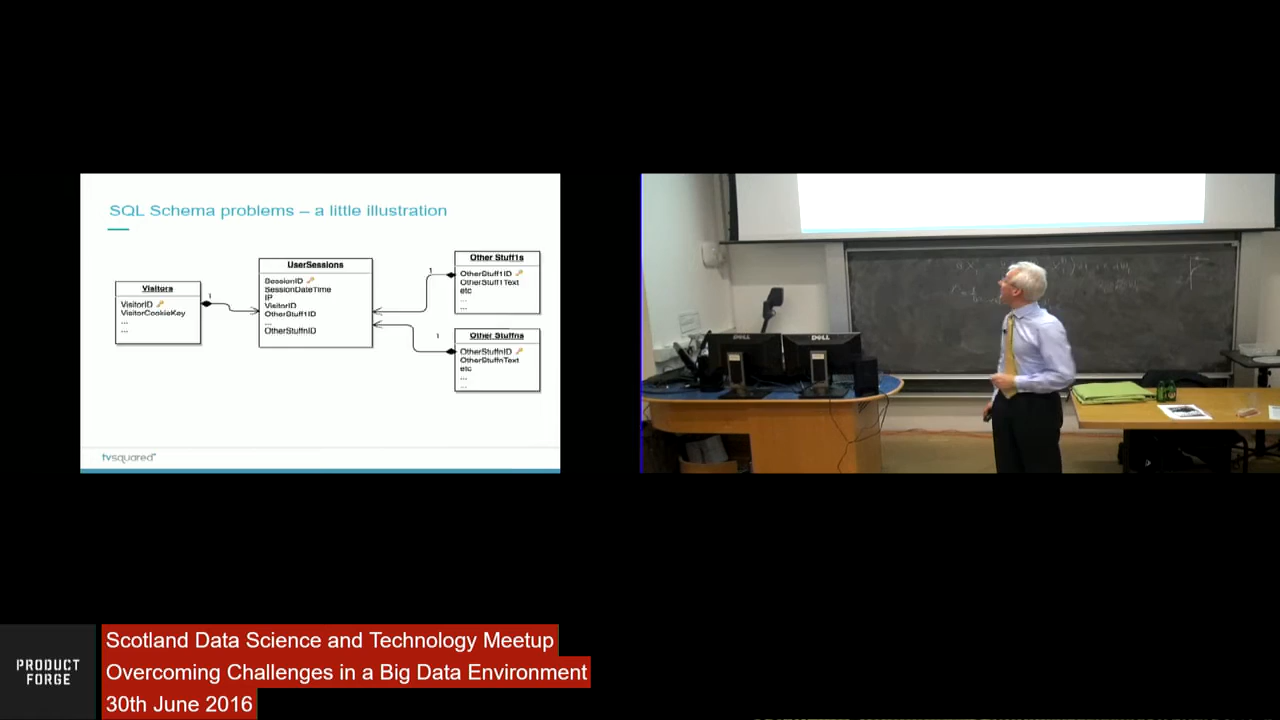 SQL Schema problems – a little illustration
Visitors
VisitorID
VisitorCookieKey
...
...
1
UserSessions
SessionID
SessionDateTime
IP
VisitorID
OtherStuff1ID
...
OtherStuffnID
1
Other Stuff1s
OtherStuff1ID
OtherStuff1Text
etc
...
...
1
Other Stuffns
OtherStuffnID
OtherStuffnText
etc
...
...
tvsquared™
DELL
DELL
PRODUCT
FORGE
Scotland Data Science and Technology Meetup
Overcoming Challenges in a Big Data Environment
30th June 2016